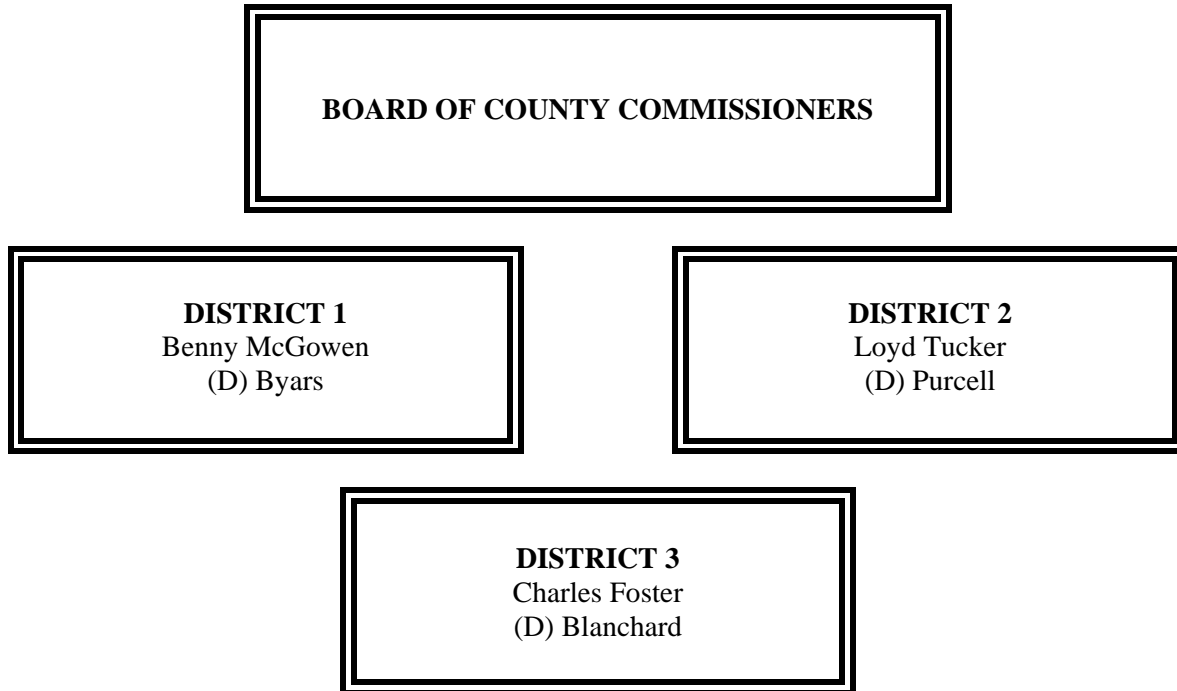 BOARD OF COUNTY COMMISSIONERS
DISTRICT 1
Benny McGowen
(D) Byars
DISTRICT 2
Loyd Tucker
(D) Purcell
DISTRICT 3
Charles Foster
(D) Blanchard